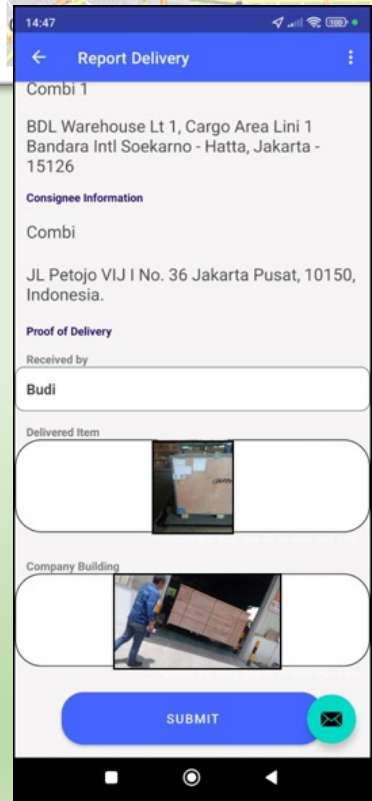 14:47
100
Report Delivery
Combi 1
BDL Warehouse Lt 1, Cargo Area Lini 1
Bandara Intl Soekarno - Hatta, Jakarta -
15126
Consignee Information
Combi
JL Petojo VIJ I No. 36 Jakarta Pusat, 10150,
Indonesia.
Proof of Delivery
Received by
Budi
Delivered Item
Company Building
SUBMIT